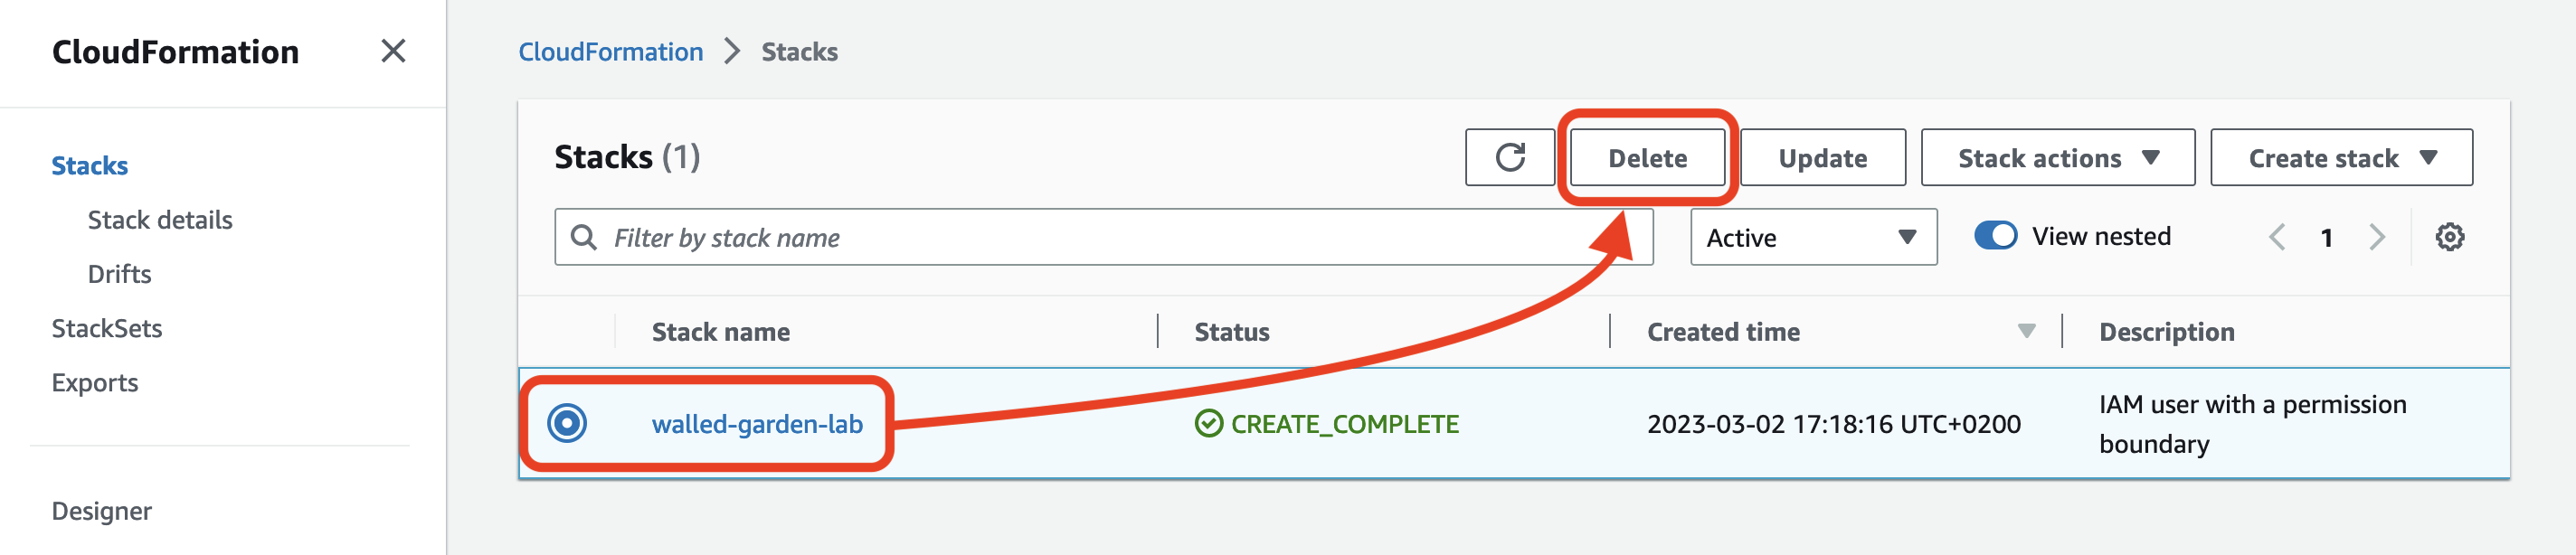 CloudFormation
Stacks
Stack details
Drifts
StackSets
Exports
Designer
CloudFormation Stacks
Stacks (1)
Delete
Update
Stack actions
Create stack
Filter by stack name
Active
View nested
1
Stack name
Status
Created time
Description
walled-garden-lab
CREATE_COMPLETE
2023-03-02 17:18:16 UTC+0200
IAM user with a permission
boundary